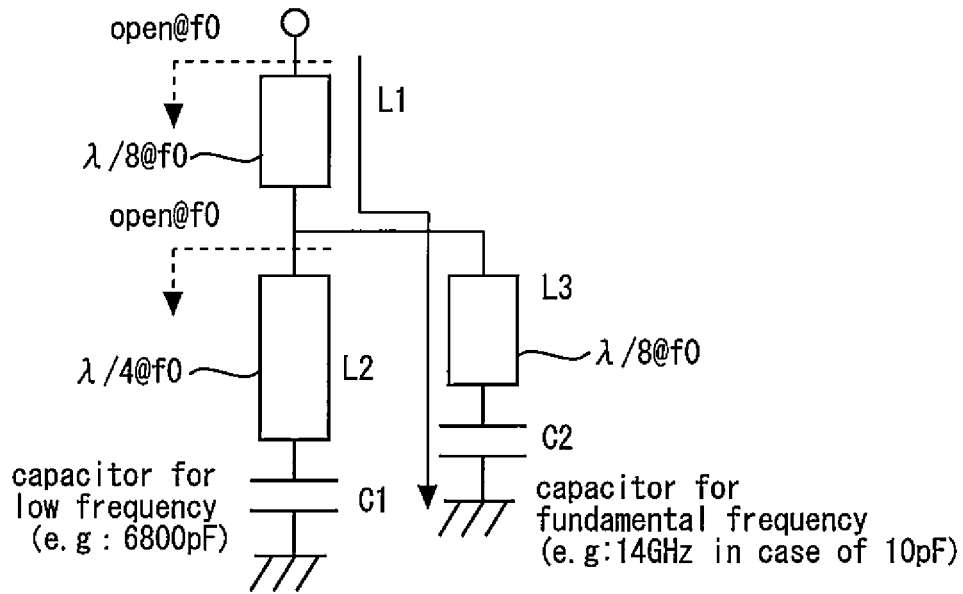 open@f0
L1
λ/8@f0
open@f0
L3
λ/8@f0
λ/4@f0
L2
C2
capacitor for
low frequency
(e.g : 6800pF)
C1
capacitor for
fundamental frequency
(e.g:14GHz in case of 10pF)